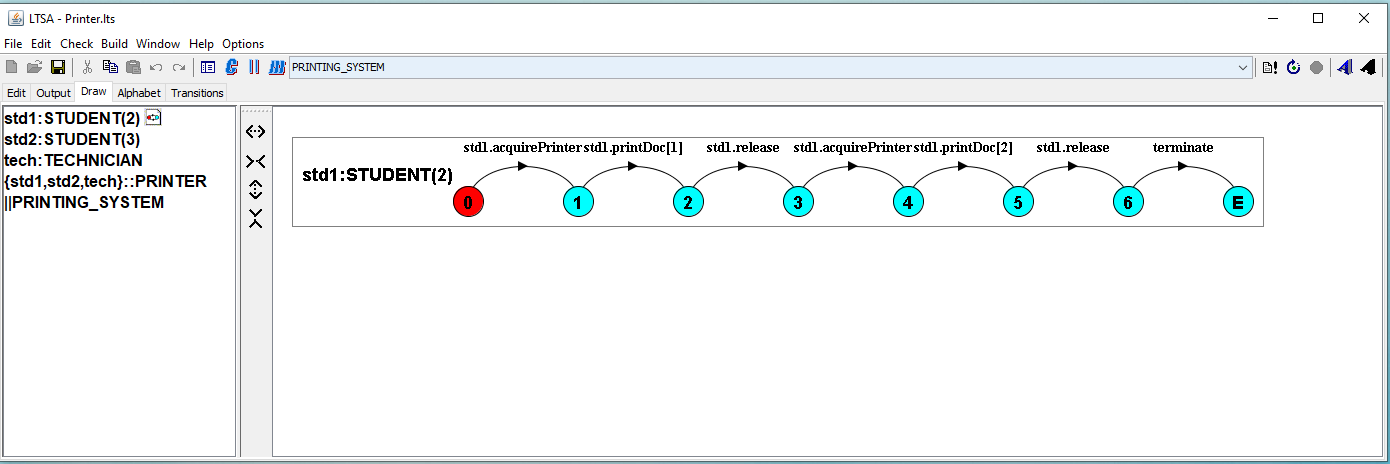 LTSA - Printer.lts
File Edit Check Build Window Help Options
PRINTING_SYSTEM
Edit Output Draw Alphabet Transitions
std1:STUDENT(2)
std2:STUDENT(3)
tech:TECHNICIAN
{std1,std2,tech}::PRINTER
||PRINTING_SYSTEM
std1.acquirePrinter std1.printDoc[1] std1.release std1.acquirePrinter std1.printDoc[2] std1.release terminate
std1:STUDENT(2)
0 1 2 3 4 5 6 E